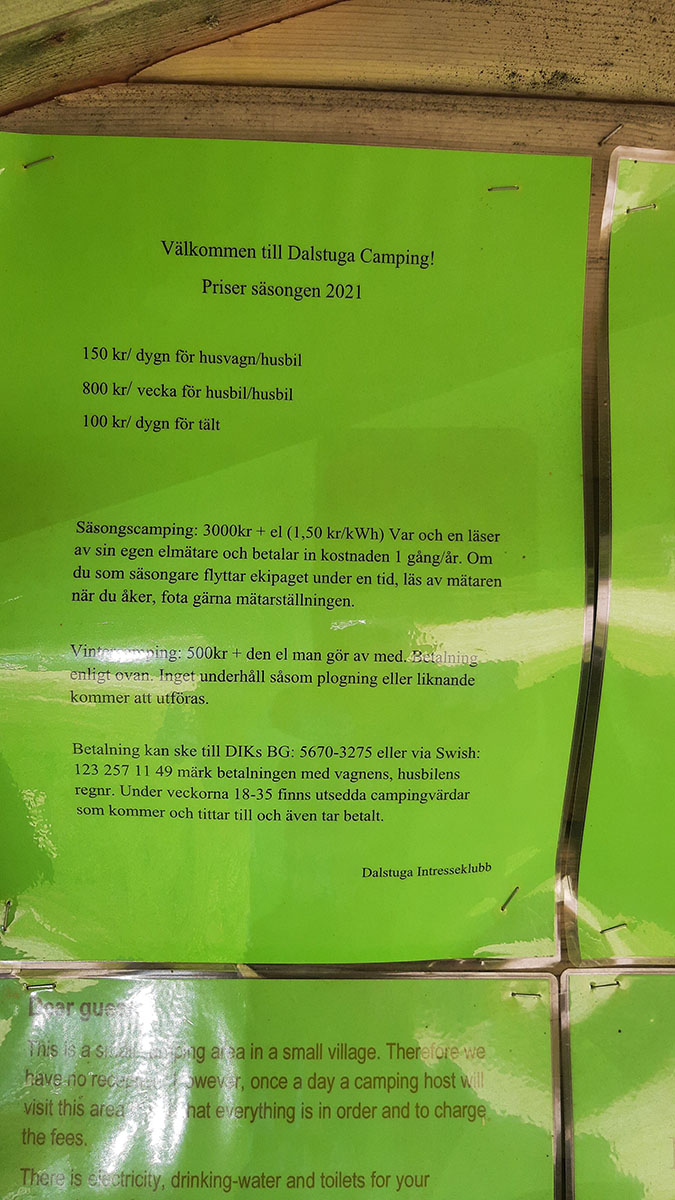 Välkommen till Dalstuga Camping!
Priser säsongen 2021
150 kr/ dygn för husvagn/husbil
800 kr/ vecka för husbil/husbil
100 kr/ dygn för tält
Säsongscamping: 3000kr + el (1,50 kr/kWh) Var och en läser
av sin egen elmätare och betalar in kostnaden 1 gång/år. Om
du som säsongare flyttar ekipaget under en tid, läs av mätaren
när du åker, fota gärna mätarställningen.
Vintercamping: 500kr + den el man gör av med. Betalning
enligt ovan. Inget underhåll såsom plogning eller liknande
kommer att utföras.
Betalning kan ske till DIKs BG: 5670-3275 eller via Swish:
123 257 11 49 märk betalningen med vagnens, husbilens
regnr. Under veckorna 18-35 finns utsedda campingvärdar
som kommer och tittar till och även tar betalt.
Dalstuga Intresseklubb
Dear guest
This is a small camping area in a small village. Therefore we
have no however, once a day a camping host will
visit this area that everything is in order and to charge
the fees.
There is electricity, drinking-water and toilets for your